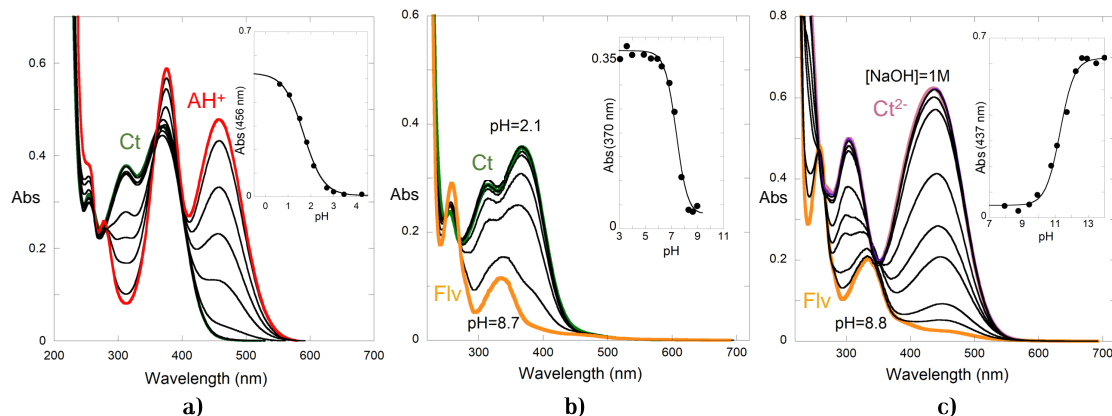 0.8
0.6
0.4
Abs
0.2
0
200 300 400 500 600 700
Wavelength (nm)
Ct
AH+
0.7
Abs(456 nm)
0
0 1 2 3 4
pH
a)
0.6
0.4
Abs
0.2
0
300 400 500 600 700
Wavelength (nm)
pH=2.1
Ct
Flv
pH=8.7
0.35
Abs (370 nm)
0
3 5 7 9 11
pH
b)
0.8
0.6
0.4
Abs
0.2
0
300 400 500 600 700
Wavelength (nm)
[NaOH]=1M
Ct2-
Flv
pH=8.8
0.7
Abs(437 nm)
0
7 9 11 13
pH
c)